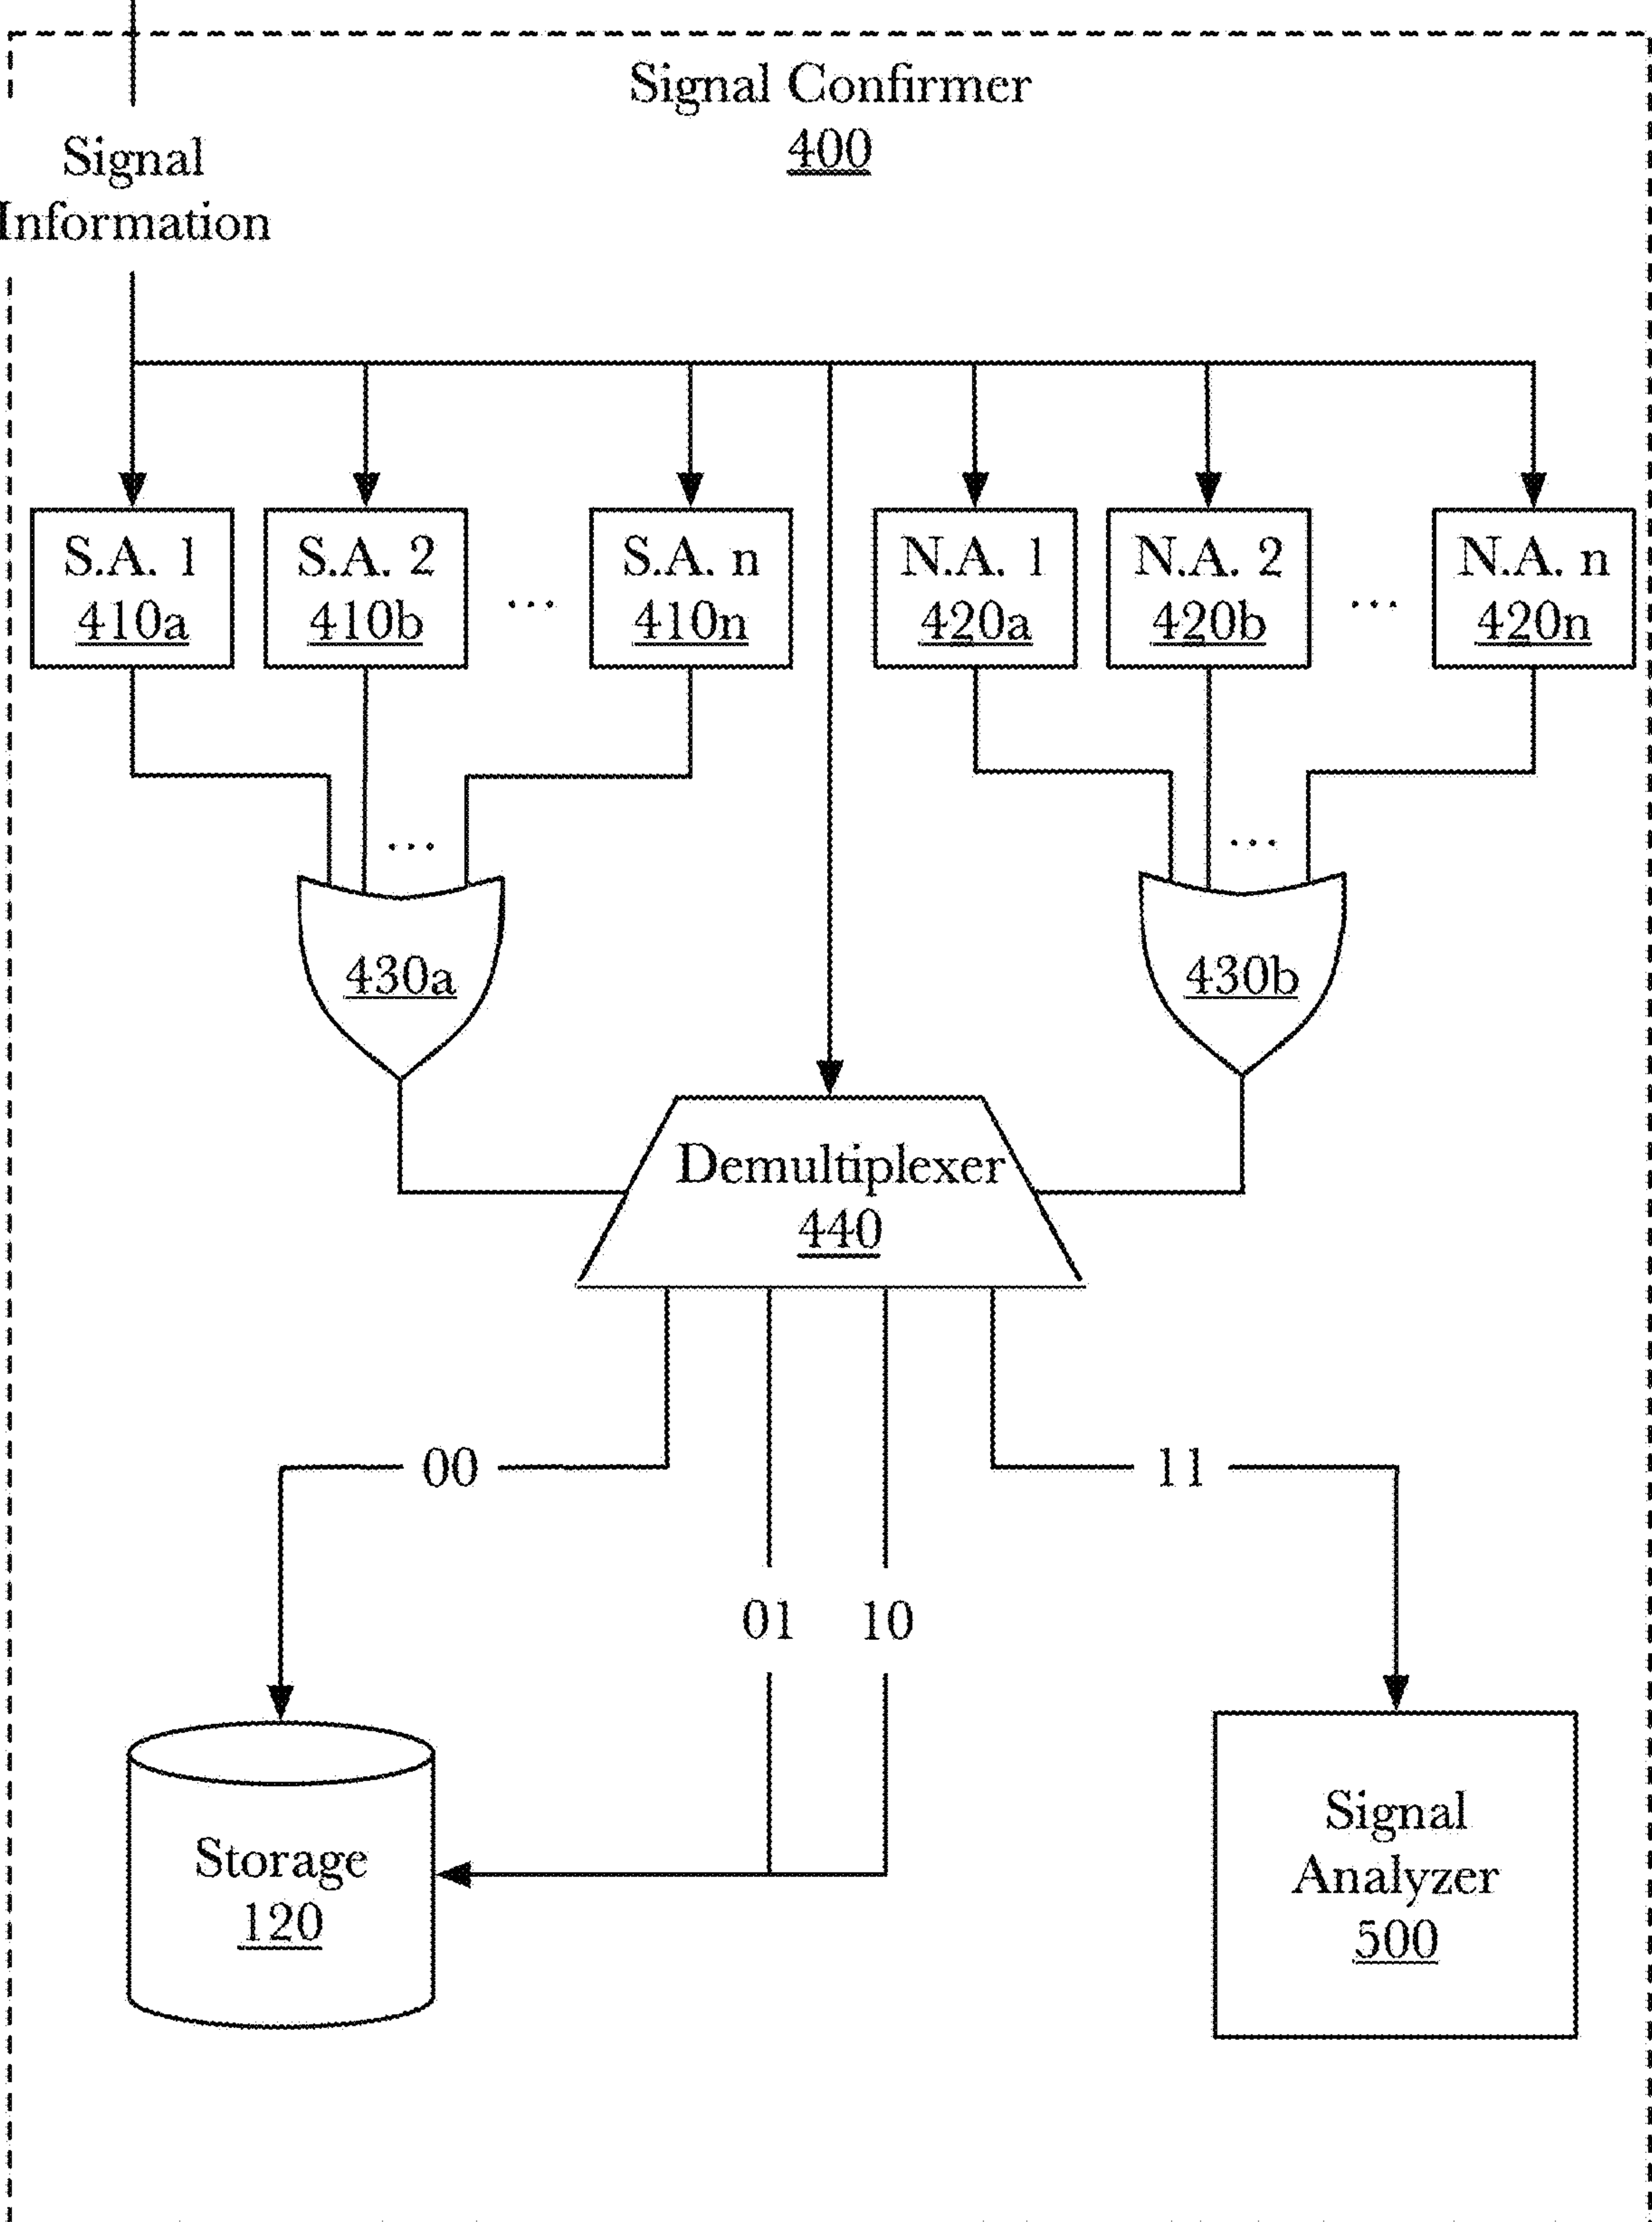 Signal Confirmer
400
Signal
Information
S.A. 1
410a
S.A. 2
410b
...
S.A. n
410n
N.A. 1
420a
N.A. 2
420b
...
N.A. n
420n
...
...
430a
430b
Demultiplexer
440
00
11
01
10
Storage
120
Signal
Analyzer
500